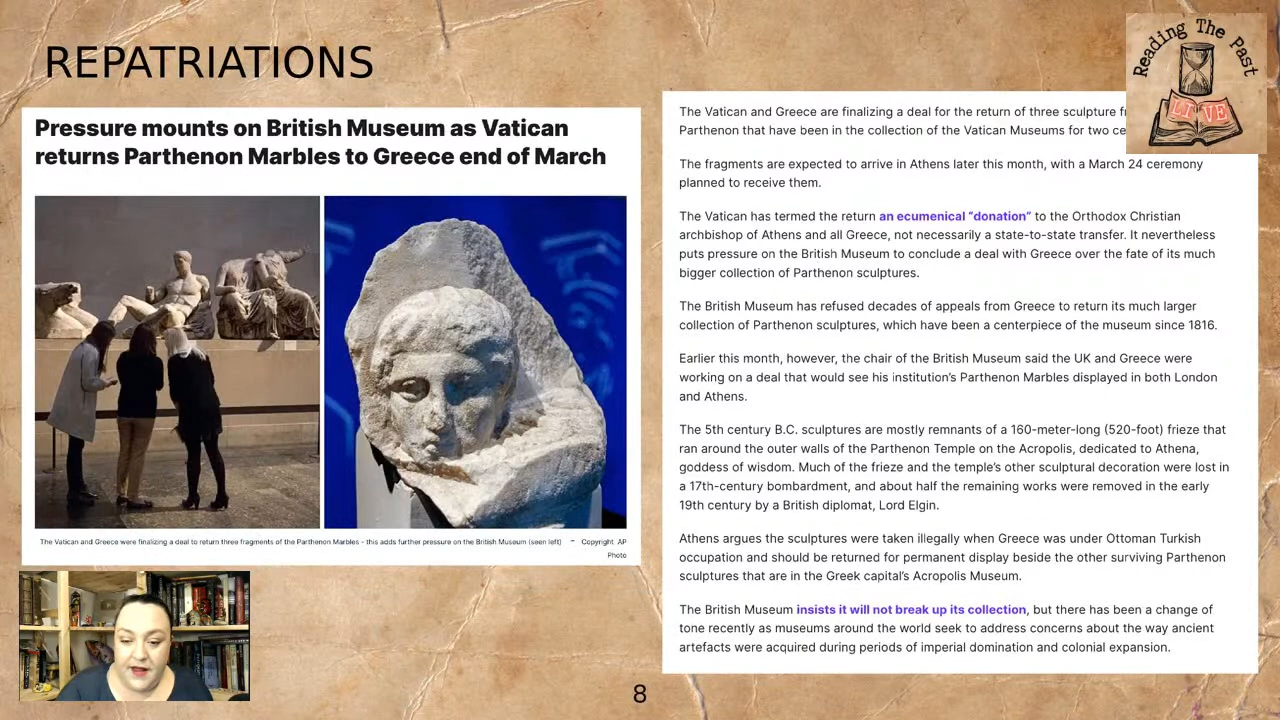 REPATRIATIONS
Reading The Past
LIVE
Pressure mounts on British Museum as Vatican
returns Parthenon Marbles to Greece end of March
The Vatican and Greece were finalizing a deal to return three fragments of the Parthenon Marbles - this adds further pressure on the British Museum (seen left) – Copyright AP
Photo
The Vatican and Greece are finalizing a deal for the return of three sculpture
Parthenon that have been in the collection of the Vatican Museums for two
The fragments are expected to arrive in Athens later this month, with a March 24 ceremony
planned to receive them.
The Vatican has termed the return an ecumenical “donation” to the Orthodox Christian
archbishop of Athens and all Greece, not necessarily a state-to-state transfer. It nevertheless
puts pressure on the British Museum to conclude a deal with Greece over the fate of its much
bigger collection of Parthenon sculptures.
The British Museum has refused decades of appeals from Greece to return its much larger
collection of Parthenon sculptures, which have been a centerpiece of the museum since 1816.
Earlier this month, however, the chair of the British Museum said the UK and Greece were
working on a deal that would see his institution’s Parthenon Marbles displayed in both London
and Athens.
The 5th century B.C. sculptures are mostly remnants of a 160-meter-long (520-foot) frieze that
ran around the outer walls of the Parthenon Temple on the Acropolis, dedicated to Athena,
goddess of wisdom. Much of the frieze and the temple’s other sculptural decoration were lost in
a 17th-century bombardment, and about half the remaining works were removed in the early
19th century by a British diplomat, Lord Elgin.
Athens argues the sculptures were taken illegally when Greece was under Ottoman Turkish
occupation and should be returned for permanent display beside the other surviving Parthenon
sculptures that are in the Greek capital’s Acropolis Museum.
The British Museum insists it will not break up its collection, but there has been a change of
tone recently as museums around the world seek to address concerns about the way ancient
artefacts were acquired during periods of imperial domination and colonial expansion.
8